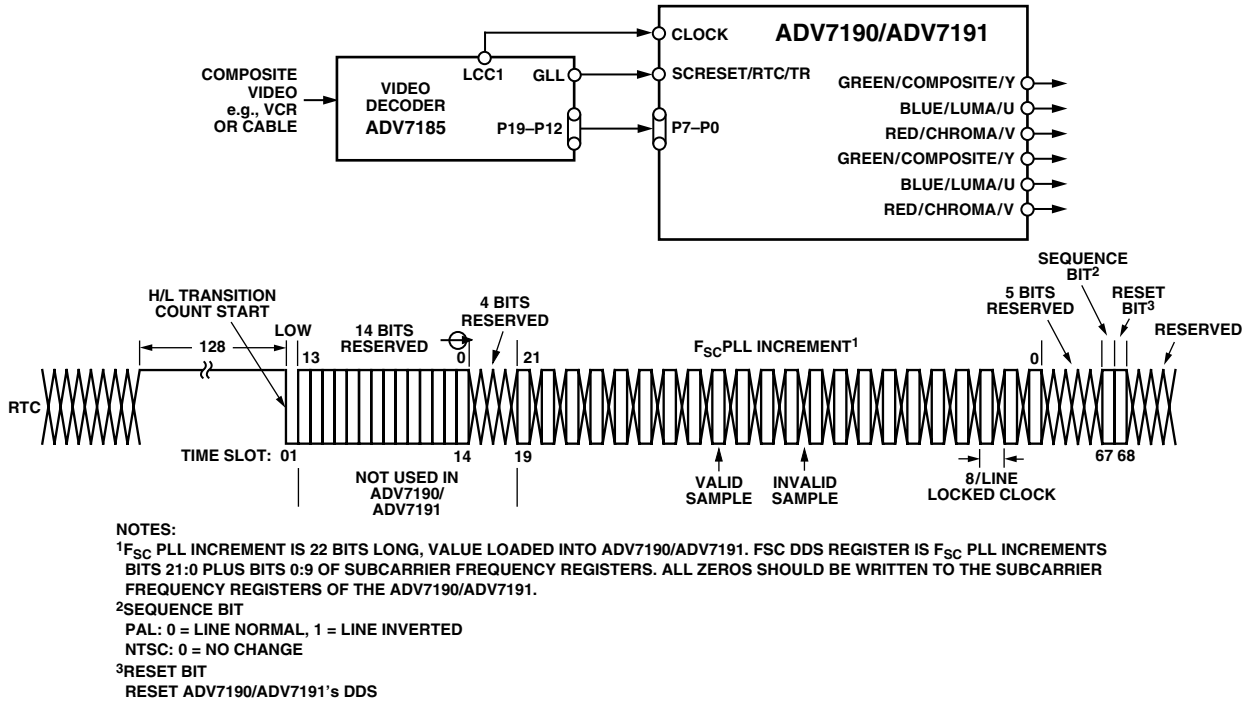 ADV7190/ADV7191
CLOCK
COMPOSITE
VIDEO
e.g., VCR
OR CABLE
LCC1
GLL
VIDEO
DECODER
ADV7185
P19–P12
SCRESET/RTC/TR
P7–P0
GREEN/COMPOSITE/Y
BLUE/LUMA/U
RED/CHROMA/V
GREEN/COMPOSITE/Y
BLUE/LUMA/U
RED/CHROMA/V
H/L TRANSITION
COUNT START
LOW
128
13
14 BITS
RESERVED
0
4 BITS
RESERVED
21
FSC PLL INCREMENT1
0
5 BITS
RESERVED
SEQUENCE
BIT2
RESET
BIT3
RESERVED
RTC
TIME SLOT: 01
14
19
67 68
NOT USED IN
ADV7190/
ADV7191
VALID
SAMPLE
INVALID
SAMPLE
8/LINE
LOCKED CLOCK
NOTES:
1FSC PLL INCREMENT IS 22 BITS LONG, VALUE LOADED INTO ADV7190/ADV7191. FSC DDS REGISTER IS FSC PLL INCREMENTS
BITS 21:0 PLUS BITS 0:9 OF SUBCARRIER FREQUENCY REGISTERS. ALL ZEROS SHOULD BE WRITTEN TO THE SUBCARRIER
FREQUENCY REGISTERS OF THE ADV7190/ADV7191.
2SEQUENCE BIT
PAL: 0 = LINE NORMAL, 1 = LINE INVERTED
NTSC: 0 = NO CHANGE
3RESET BIT
RESET ADV7190/ADV7191's DDS